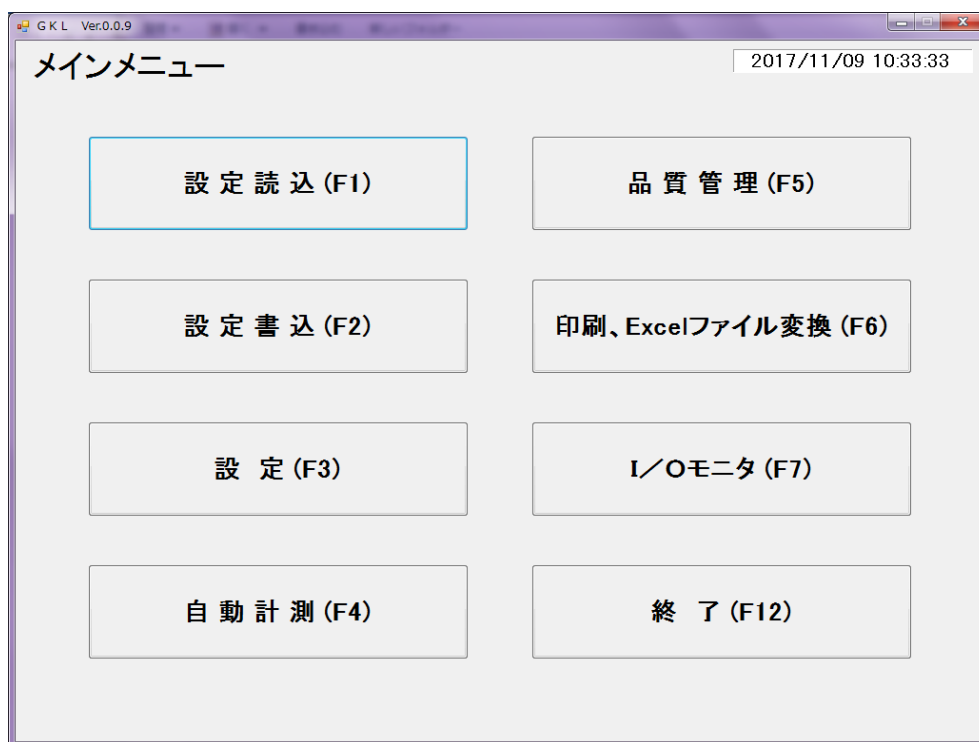 G K L Ver.0.0.9
メインメニュー
2017/11/09 10:33:33
設 定 読 込 (F1)
品 質 管 理 (F5)
設 定 書 込 (F2)
印刷、Excelファイル変換 (F6)
設 定 (F3)
I/Oモニタ (F7)
自 動 計 測 (F4)
終 了 (F12)